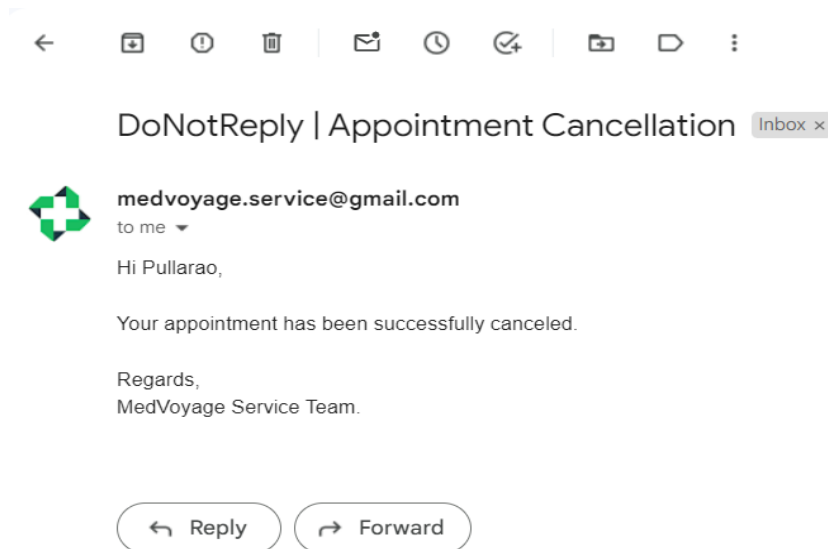 DoNotReply | Appointment Cancellation Inbox ×
medvoyage.service@gmail.com
to me
Hi Pullarao,
Your appointment has been successfully canceled.
Regards,
MedVoyage Service Team.
Reply Forward